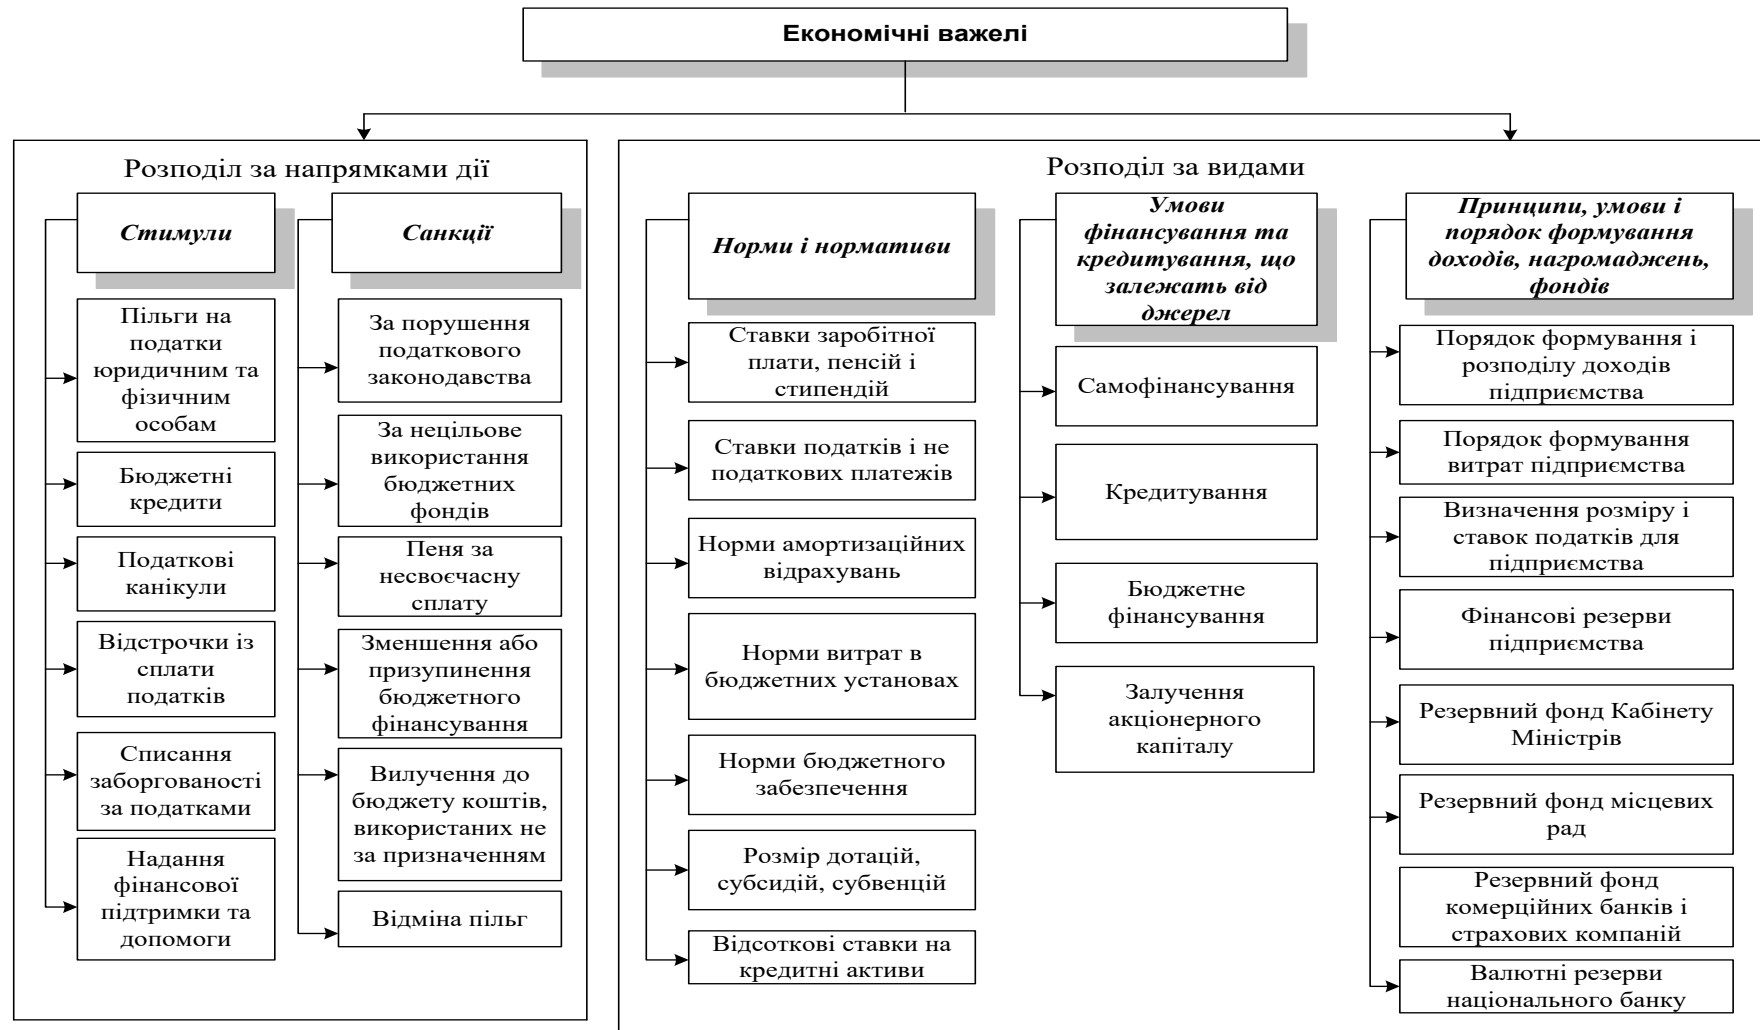 Економічні важелі
Розподіл за напрямками дії
Стимули
Пільги на
податки
юридичним та
фізичним
особам
Бюджетні
кредити
Податкові
канікули
Відстрочки із
сплати
податків
Списання
заборгованості
за податками
Надання
фінансової
підтримки та
допомоги
Санкції
За порушення
податкового
законодавства
За нецільове
використання
бюджетних
фондів
Пеня за
несвоєчасну
сплату
Зменшення або
призупинення
бюджетного
фінансування
Вилучення до
бюджету коштів,
використаних не
за призначенням
Відміна пільг
Розподіл за видами
Норми і нормативи
Ставки заробітної
плати, пенсій і
стипендій
Ставки податків і не
податкових платежів
Норми амортизаційних
відрахувань
Норми витрат в
бюджетних установах
Норми бюджетного
забезпечення
Розмір дотацій,
субсидій, субвенцій
Відсоткові ставки на
кредитні активи
Умови
фінансування та
кредитування, що
залежать від
джерел
Самофінансування
Кредитування
Бюджетне
фінансування
Залучення
акціонерного
капіталу
Принципи, умови і
порядок формування
доходів, нагромаджень,
фондів
Порядок формування і
розподілу доходів
підприємства
Порядок формування
витрат підприємства
Визначення розміру і
ставок податків для
підприємства
Фінансові резерви
підприємства
Резервний фонд Кабінету
Міністрів
Резервний фонд місцевих
рад
Резервний фонд
комерційних банків і
страхових компаній
Валютні резерви
національного банку